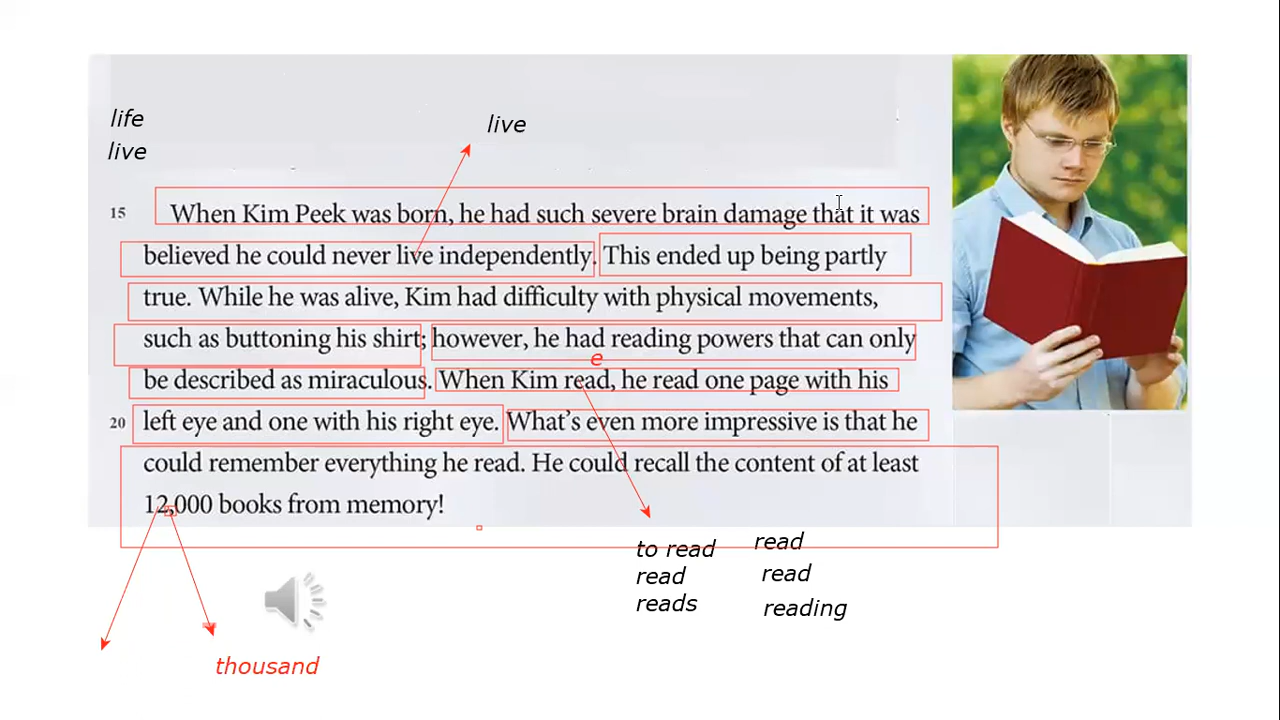 life
live
live
15 When Kim Peek was born, he had such severe brain damage that it was
believed he could never live independently. This ended up being partly
true. While he was alive, Kim had difficulty with physical movements,
such as buttoning his shirt; however, he had reading powers that can only
e
be described as miraculous. When Kim read, he read one page with his
20 left eye and one with his right eye. What's even more impressive is that he
could remember everything he read. He could recall the content of at least
12,000 books from memory!
to read
read
reads
read
read
reading
thousand